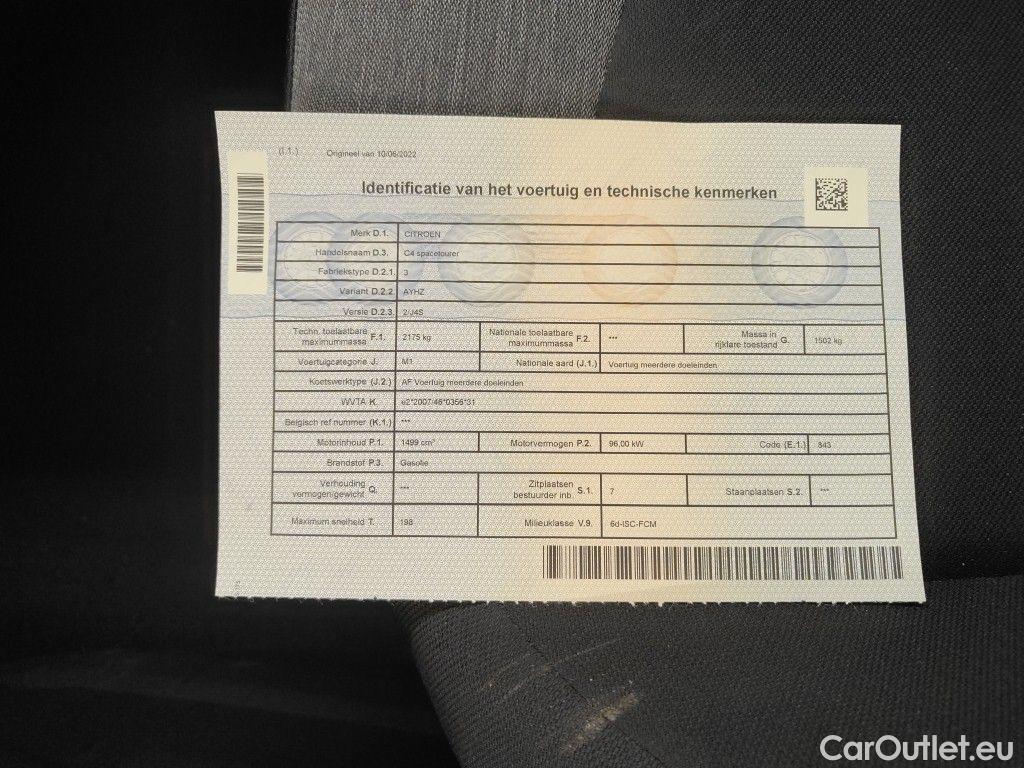 (I.1.) Origineel van 10/06/2022
Identificatie van het voertuig en technische kenmerken
Merk D.1. CITROEN
Handelsnaam D.3. C4 spacetourer
Fabriekstype D.2.1. 3
Variant D.2.2. AYHZ
Versie D.2.3. 2/J4S
Techn. toelaatbare maximummassa F.1. 2175 kg Nationale toelaatbare maximummassa F.2. *** Massa in rijklare toestand G. 1502 kg
Voertuigcategorie J. M1 Nationale aard (J.1.) Voertuig meerdere doeleinden
Koetswerktype (J.2.) AF Voertuig meerdere doeleinden
WVTA K. e2*2007/46*0356*31
Belgisch ref nummer (K.1.) ***
Motorinhoud P.1. 1499 cm³ Motorvermogen P.2. 96,00 kW Code (E.1.) 843
Brandstof P.3. Gasolie
Verhouding vermogen/gewicht Q. *** Zitplaatsen bestuurder inb. S.1. 7 Staanplaatsen S.2. ***
Maximum snelheid T. 198 Milieuklasse V.9. 6d-ISC-FCM
CarOutlet.eu